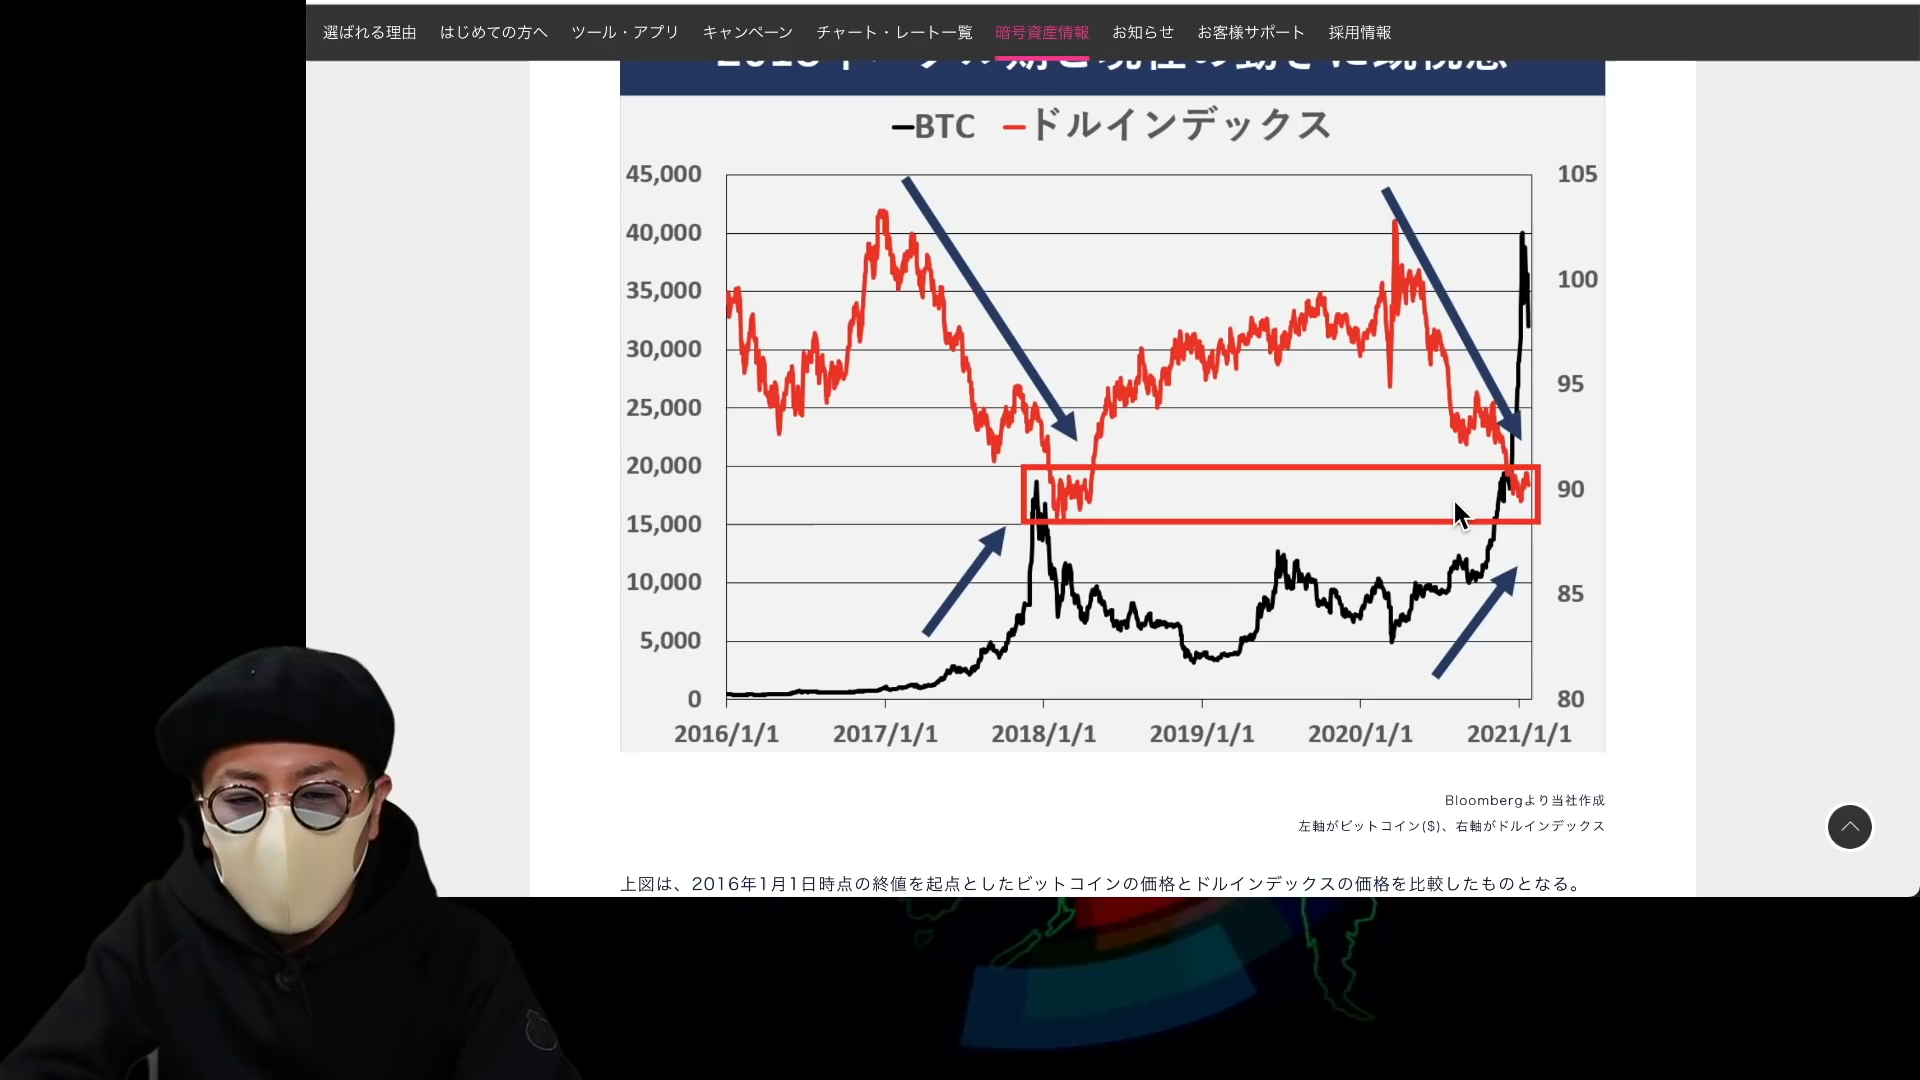 選ばれる理由 はじめての方へ ツール・アプリ キャンペーン チャート・レート一覧 暗号資産情報 お知らせ お客様サポート 採用情報
BTC ドルインデックス
45,000 105
40,000
35,000 100
30,000
25,000 95
20,000
15,000 90
10,000
5,000 85
0 80
2016/1/1 2017/1/1 2018/1/1 2019/1/1 2020/1/1 2021/1/1
Bloombergより当社作成
左軸がビットコイン($)、右軸がドルインデックス
上図は、2016年1月1日時点の終値を起点としたビットコインの価格とドルインデックスの価格を比較したものとなる。